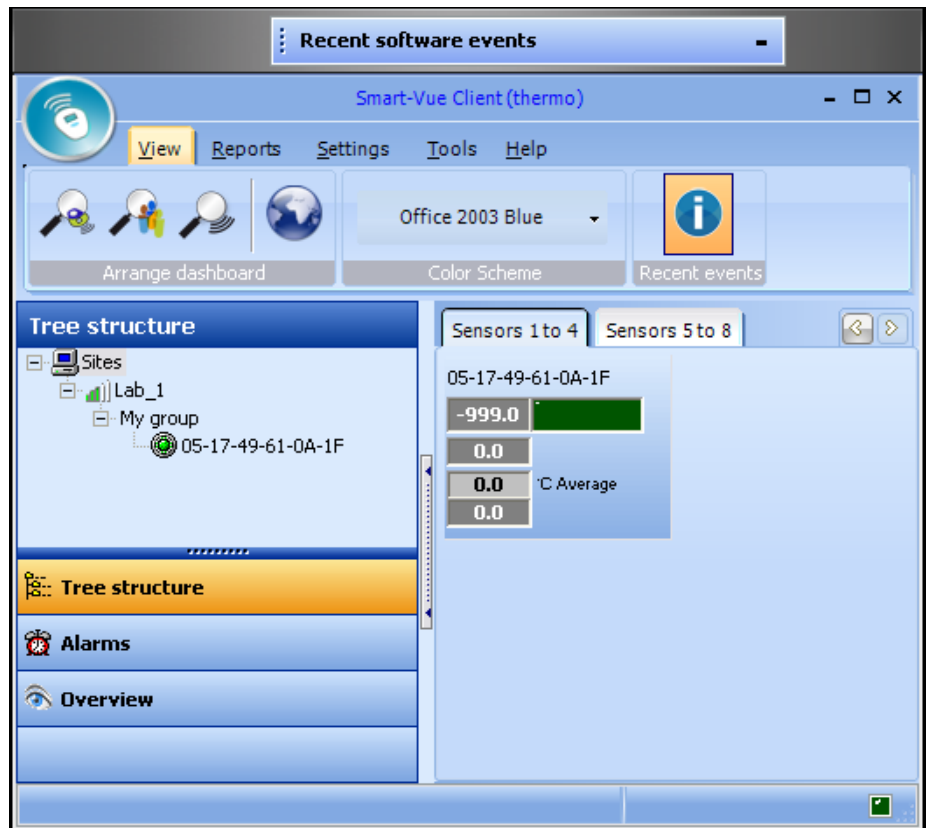 Recent software events
Smart-Vue Client (thermo)
View Reports Settings Tools Help
Office 2003 Blue
Arrange dashboard
Color Scheme
Recent events
Tree structure
Sites
Lab_1
My group
05-17-49-61-0A-1F
Sensors 1 to 4
Sensors 5 to 8
05-17-49-61-0A-1F
-999.0
0.0
0.0 °C Average
0.0
Tree structure
Alarms
Overview